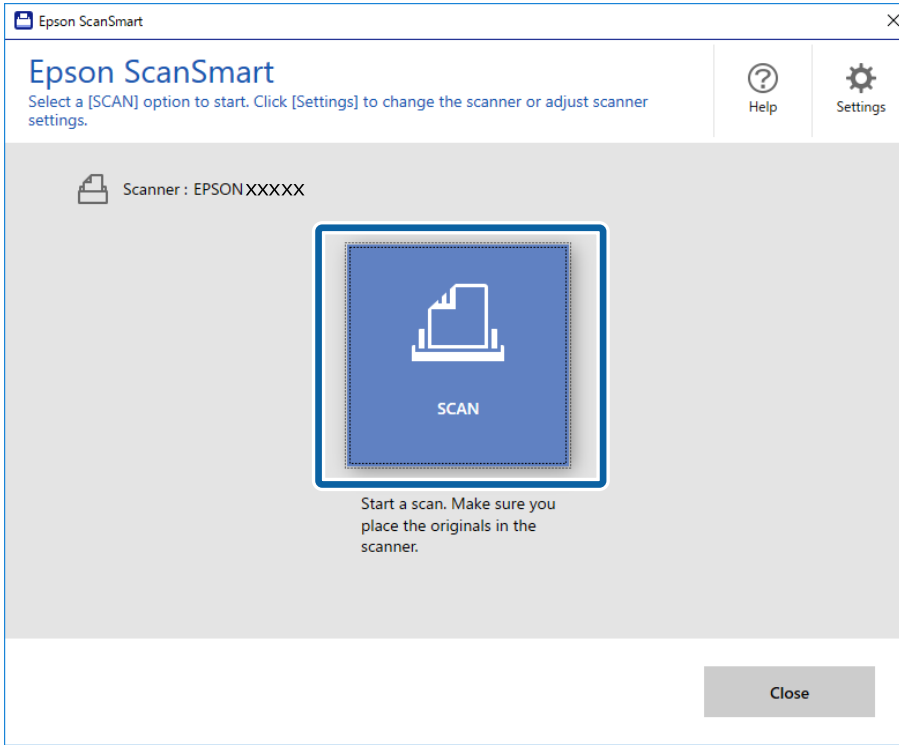 Epson ScanSmart
Epson ScanSmart
Select a [SCAN] option to start. Click [Settings] to change the scanner or adjust scanner
settings.
Help
Settings
Scanner : EPSON XXXXX
SCAN
Start a scan. Make sure you
place the originals in the
scanner.
Close